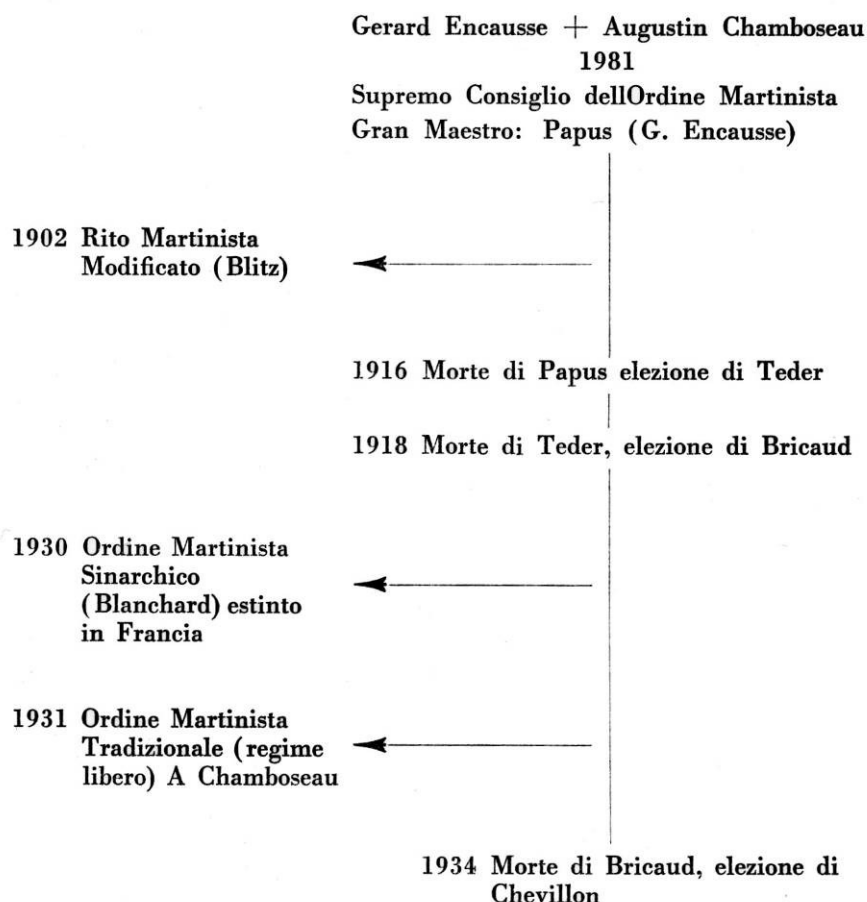 Gerard Encausse + Augustin Chamboseau
1981
Supremo Consiglio dellOrdine Martinista
Gran Maestro: Papus (G. Encausse)
1902 Rito Martinista
Modificato (Blitz)
1916 Morte di Papus elezione di Teder
1918 Morte di Teder, elezione di Bricaud
1930 Ordine Martinista
Sinarchico
(Blanchard) estinto
in Francia
1931 Ordine Martinista
Tradizionale (regime
libero) A Chamboseau
1934 Morte di Bricaud, elezione di
Chevillon